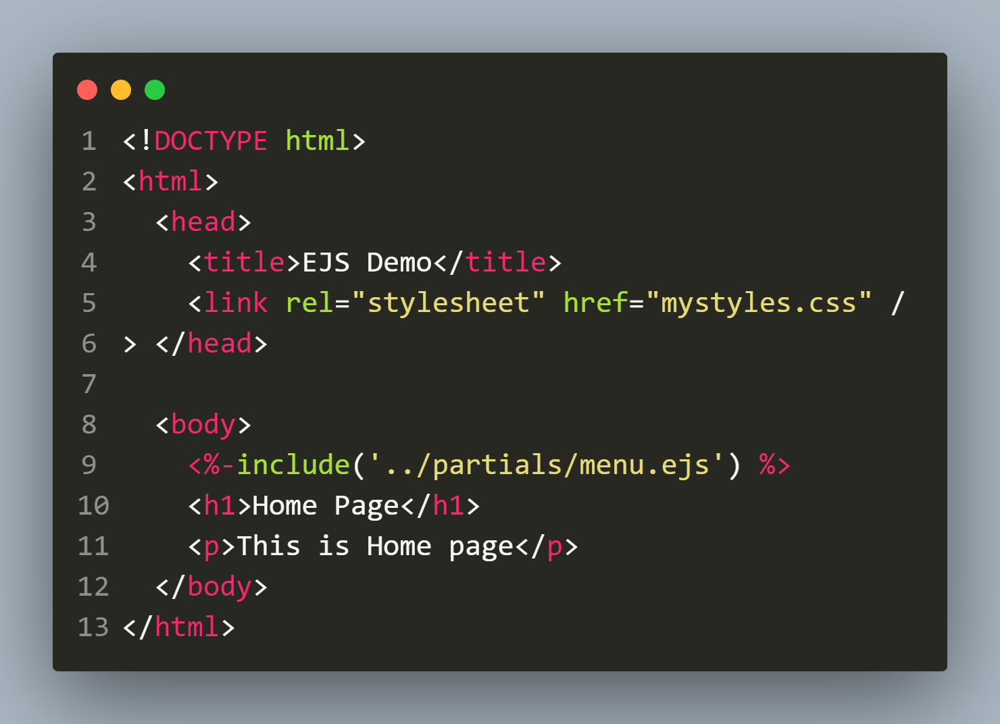 1 <!DOCTYPE html>
2 <html>
3   <head>
4     <title>EJS Demo</title>
5     <link rel="stylesheet" href="mystyles.css" /
6 > </head>
7
8   <body>
9     <%-include('../partials/menu.ejs') %>
10     <h1>Home Page</h1>
11     <p>This is Home page</p>
12   </body>
13 </html>